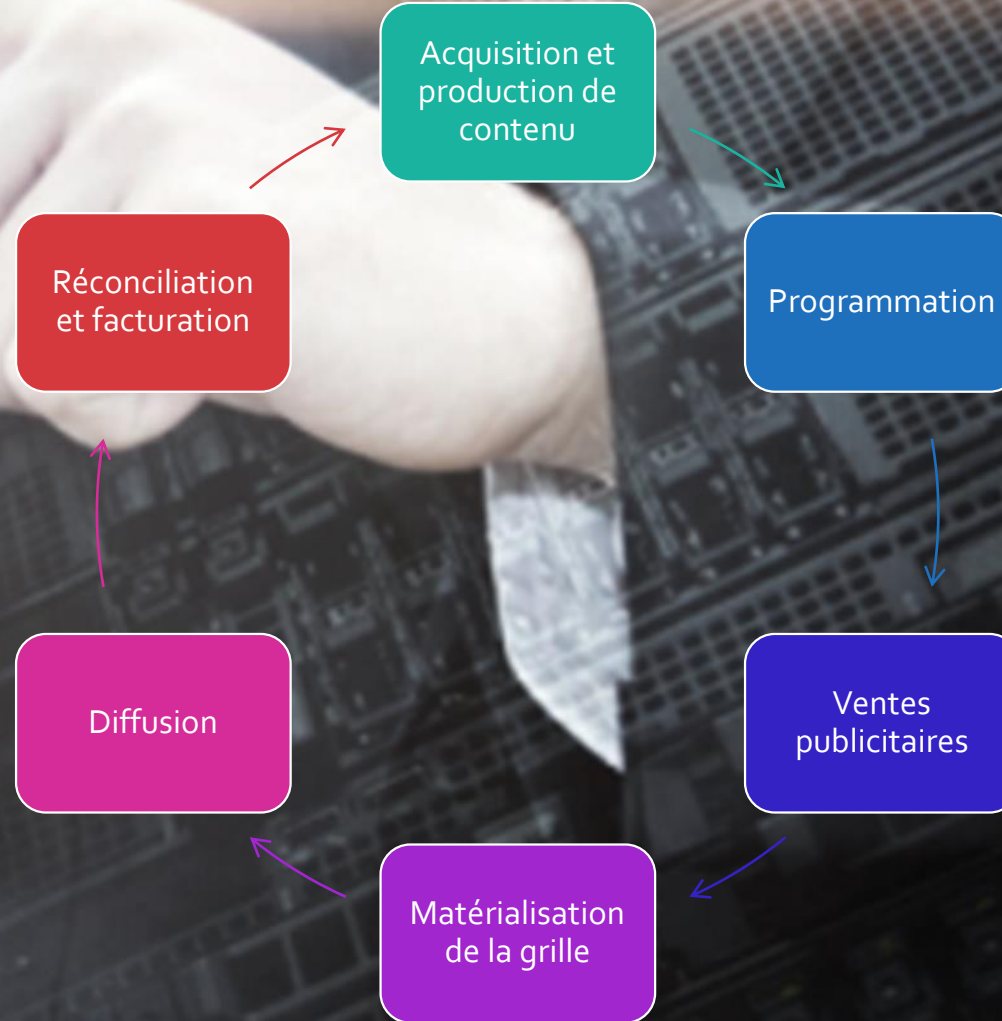 Acquisition et
production de
contenu
Programmation
Ventes
publicitaires
Matérialisation
de la grille
Diffusion
Réconciliation
et facturation